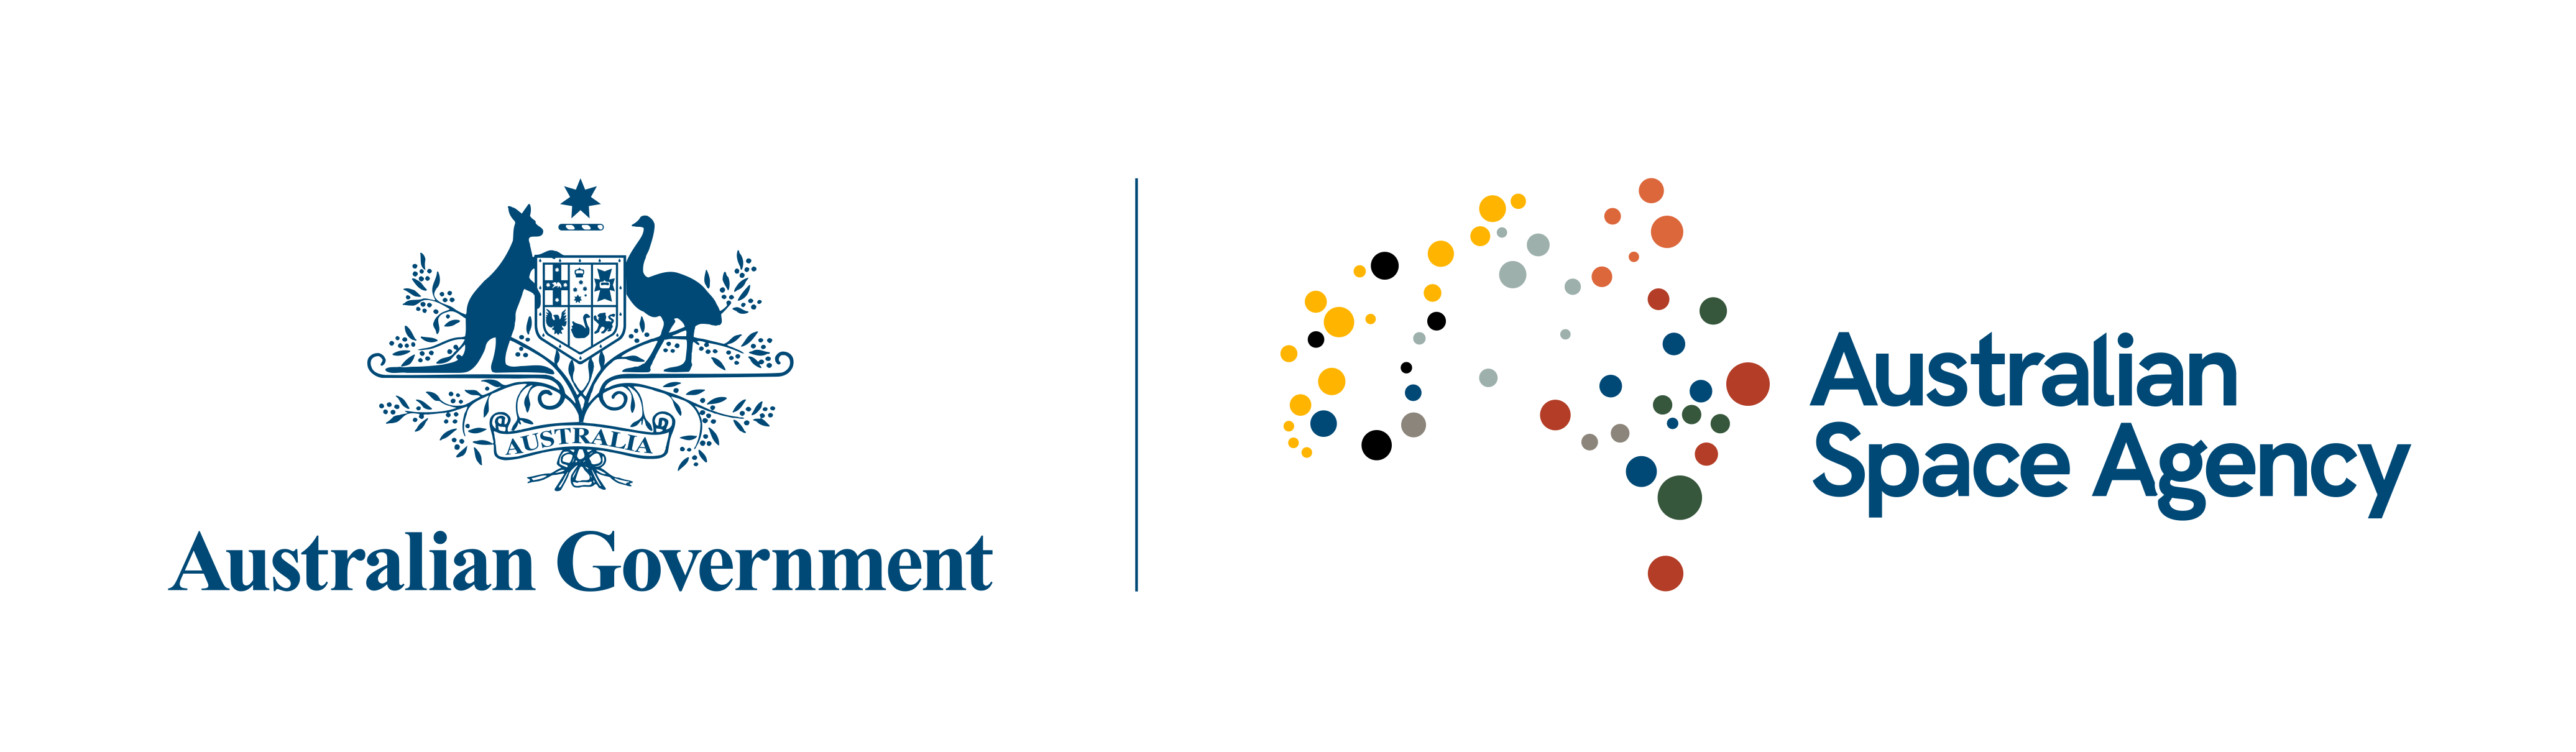 AUSTRALIA
Australian Government
Australian
Space Agency